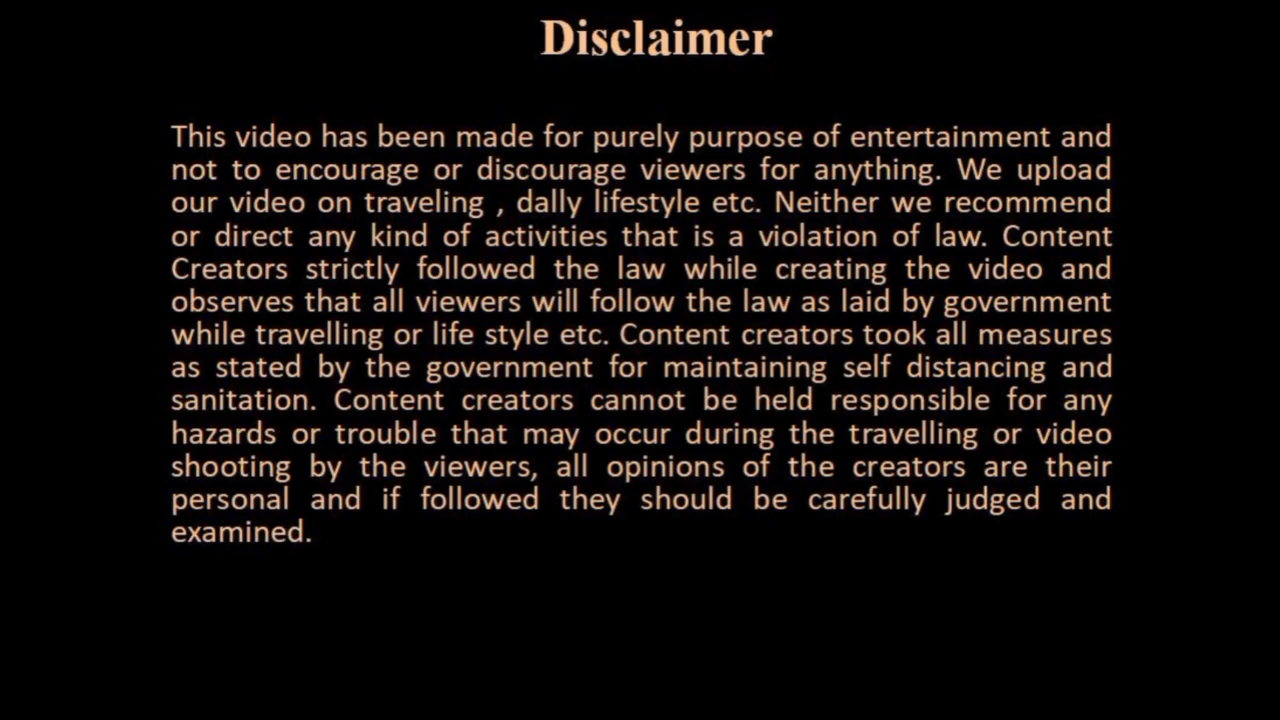 Disclaimer
This video has been made for purely purpose of entertainment and
not to encourage or discourage viewers for anything. We upload
our video on traveling , dally lifestyle etc. Neither we recommend
or direct any kind of activities that is a violation of law. Content
Creators strictly followed the law while creating the video and
observes that all viewers will follow the law as laid by government
while travelling or life style etc. Content creators took all measures
as stated by the government for maintaining self distancing and
sanitation. Content creators cannot be held responsible for any
hazards or trouble that may occur during the travelling or video
shooting by the viewers, all opinions of the creators are their
personal and if followed they should be carefully judged and
examined.